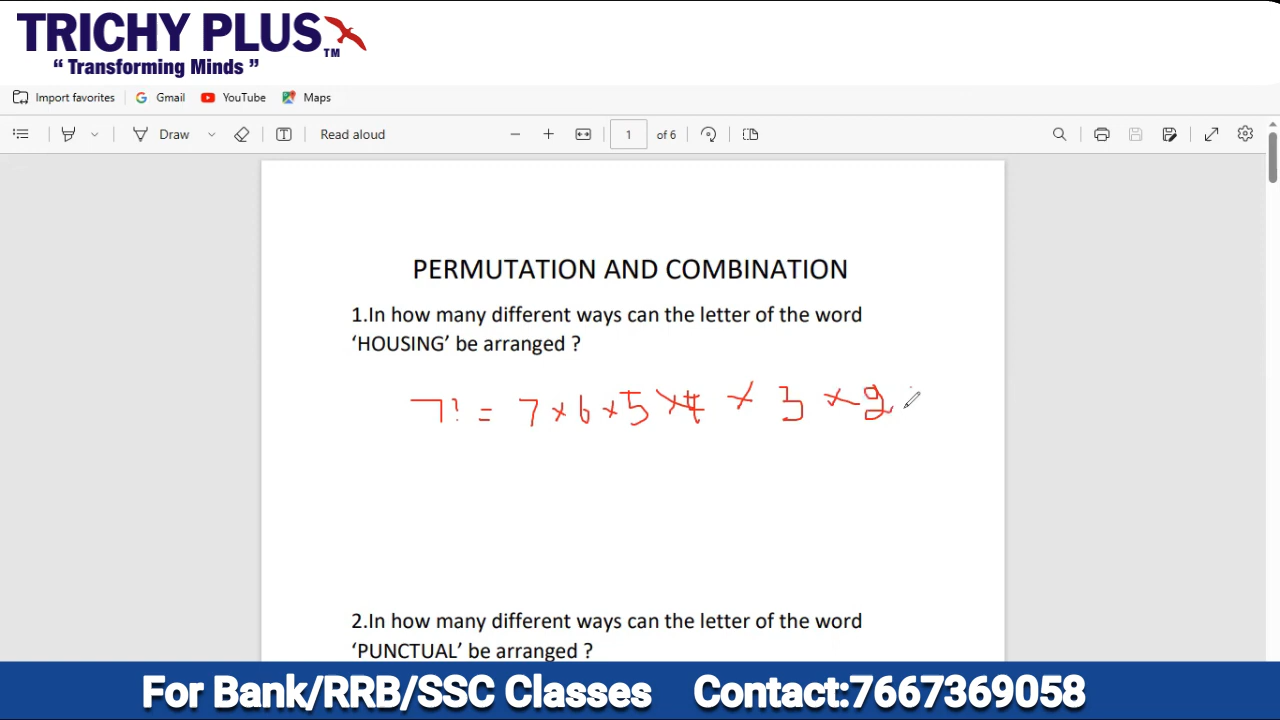 TRICHY PLUS TM
“ Transforming Minds ”
Import favorites Gmail YouTube Maps
Draw Read aloud 1 of 6
PERMUTATION AND COMBINATION
1.In how many different ways can the letter of the word
‘HOUSING’ be arranged ?
7! = 7 × 6 × 5 × 4 × 3 × 2
2.In how many different ways can the letter of the word
‘PUNCTUAL’ be arranged ?
For Bank/RRB/SSC Classes Contact:7667369058